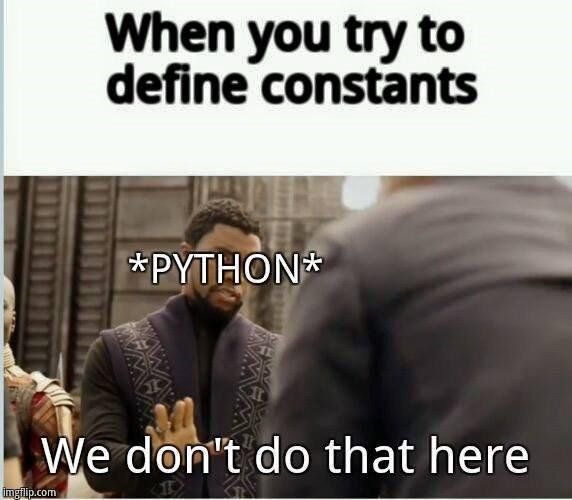 When you try to
define constants
*PYTHON*
We don't do that here
imgflip.com